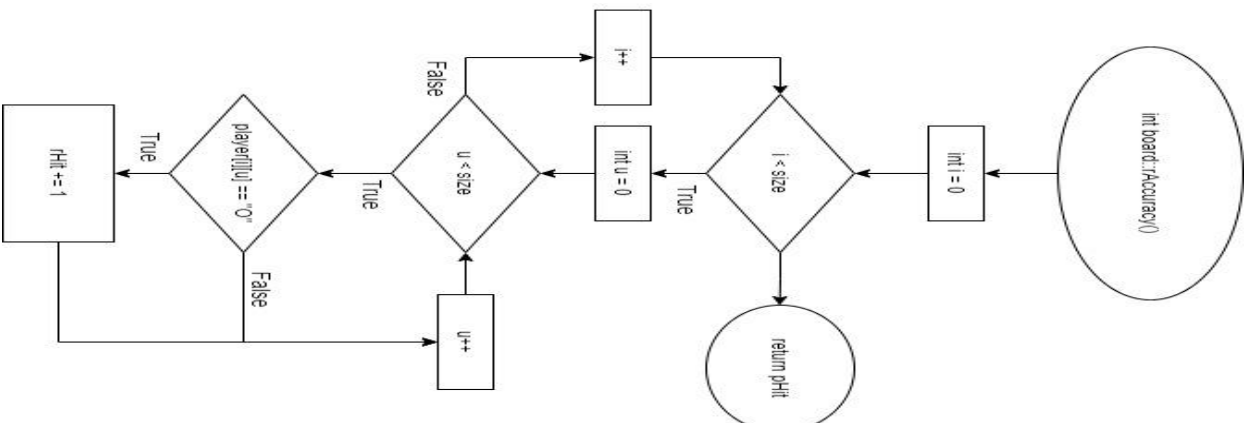 int board::rAccuracy()
int i = 0
i < size
return pHit
True
i++
int u = 0
False
u < size
u++
True
player[i][u] == "O"
False
True
rHit += 1